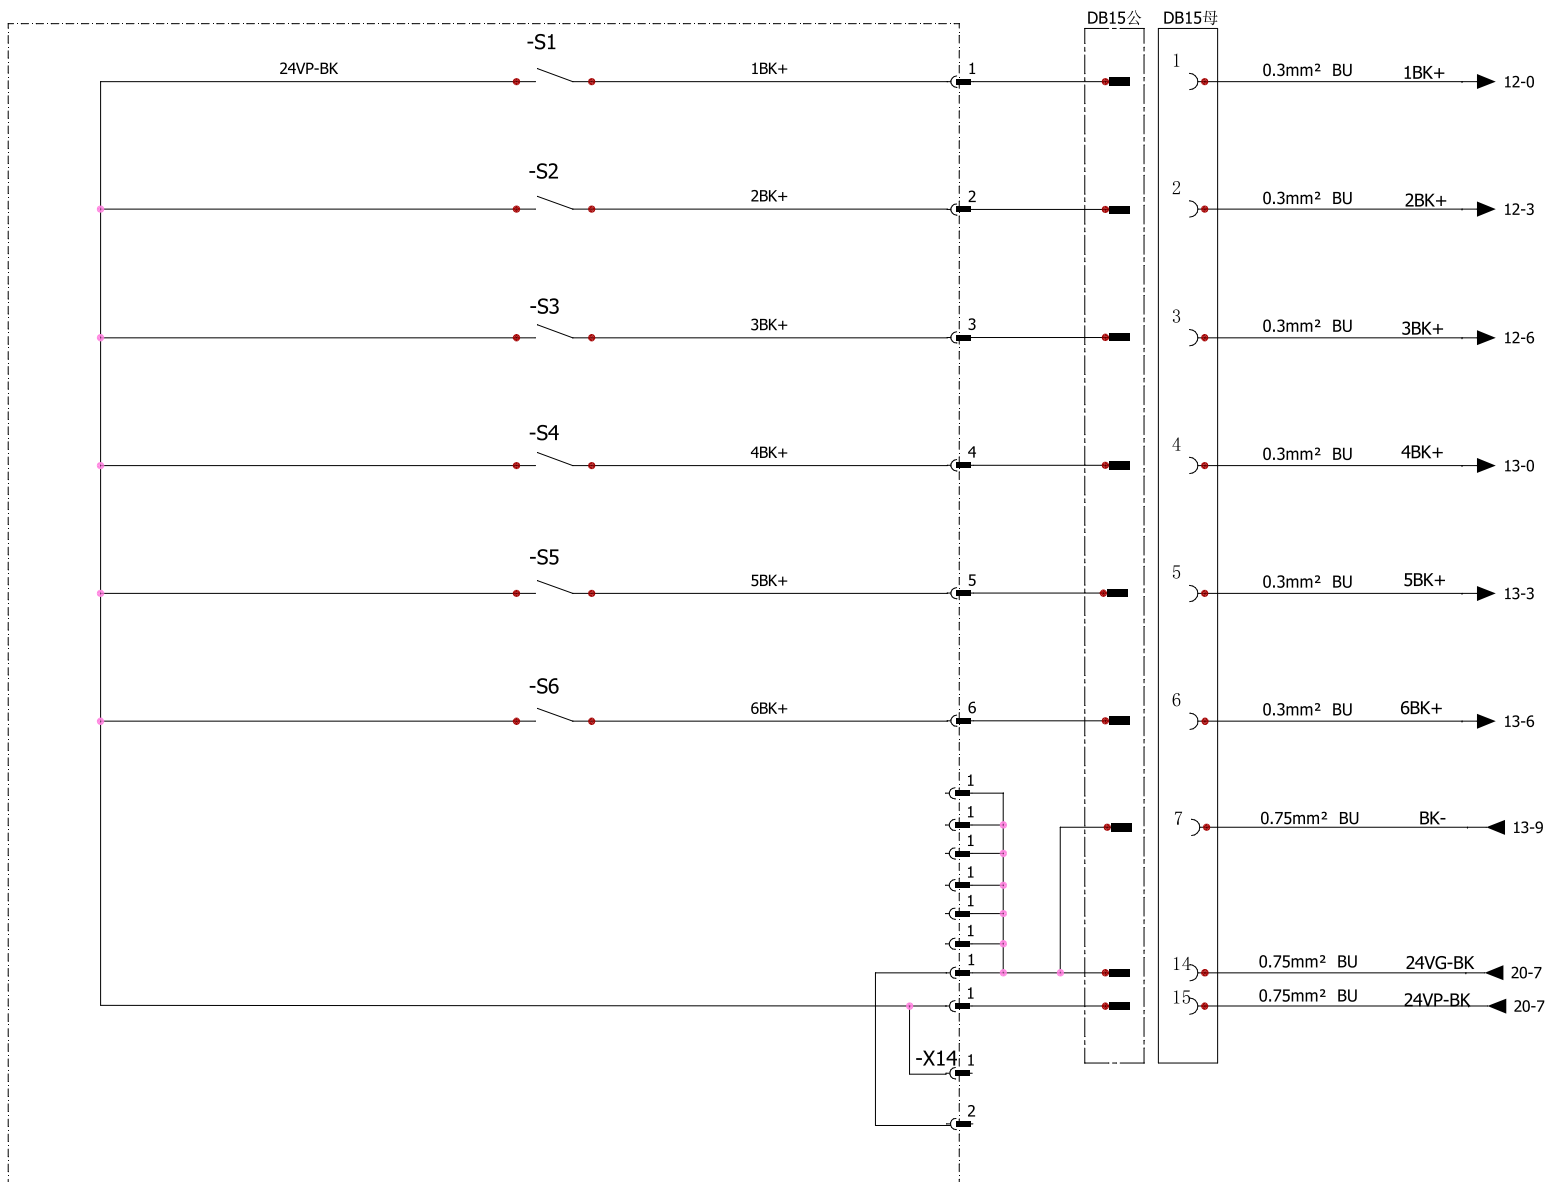 DB15公 DB15母
-S1
24VP-BK 1BK+ 1 1 0.3mm² BU 1BK+ 12-0
-S2
2BK+ 2 2 0.3mm² BU 2BK+ 12-3
-S3
3BK+ 3 3 0.3mm² BU 3BK+ 12-6
-S4
4BK+ 4 4 0.3mm² BU 4BK+ 13-0
-S5
5BK+ 5 5 0.3mm² BU 5BK+ 13-3
-S6
6BK+ 6 6 0.3mm² BU 6BK+ 13-6
1
1 7 0.75mm² BU BK- 13-9
1
1
1
1
1 14 0.75mm² BU 24VG-BK 20-7
1 15 0.75mm² BU 24VP-BK 20-7
-X14 1
2